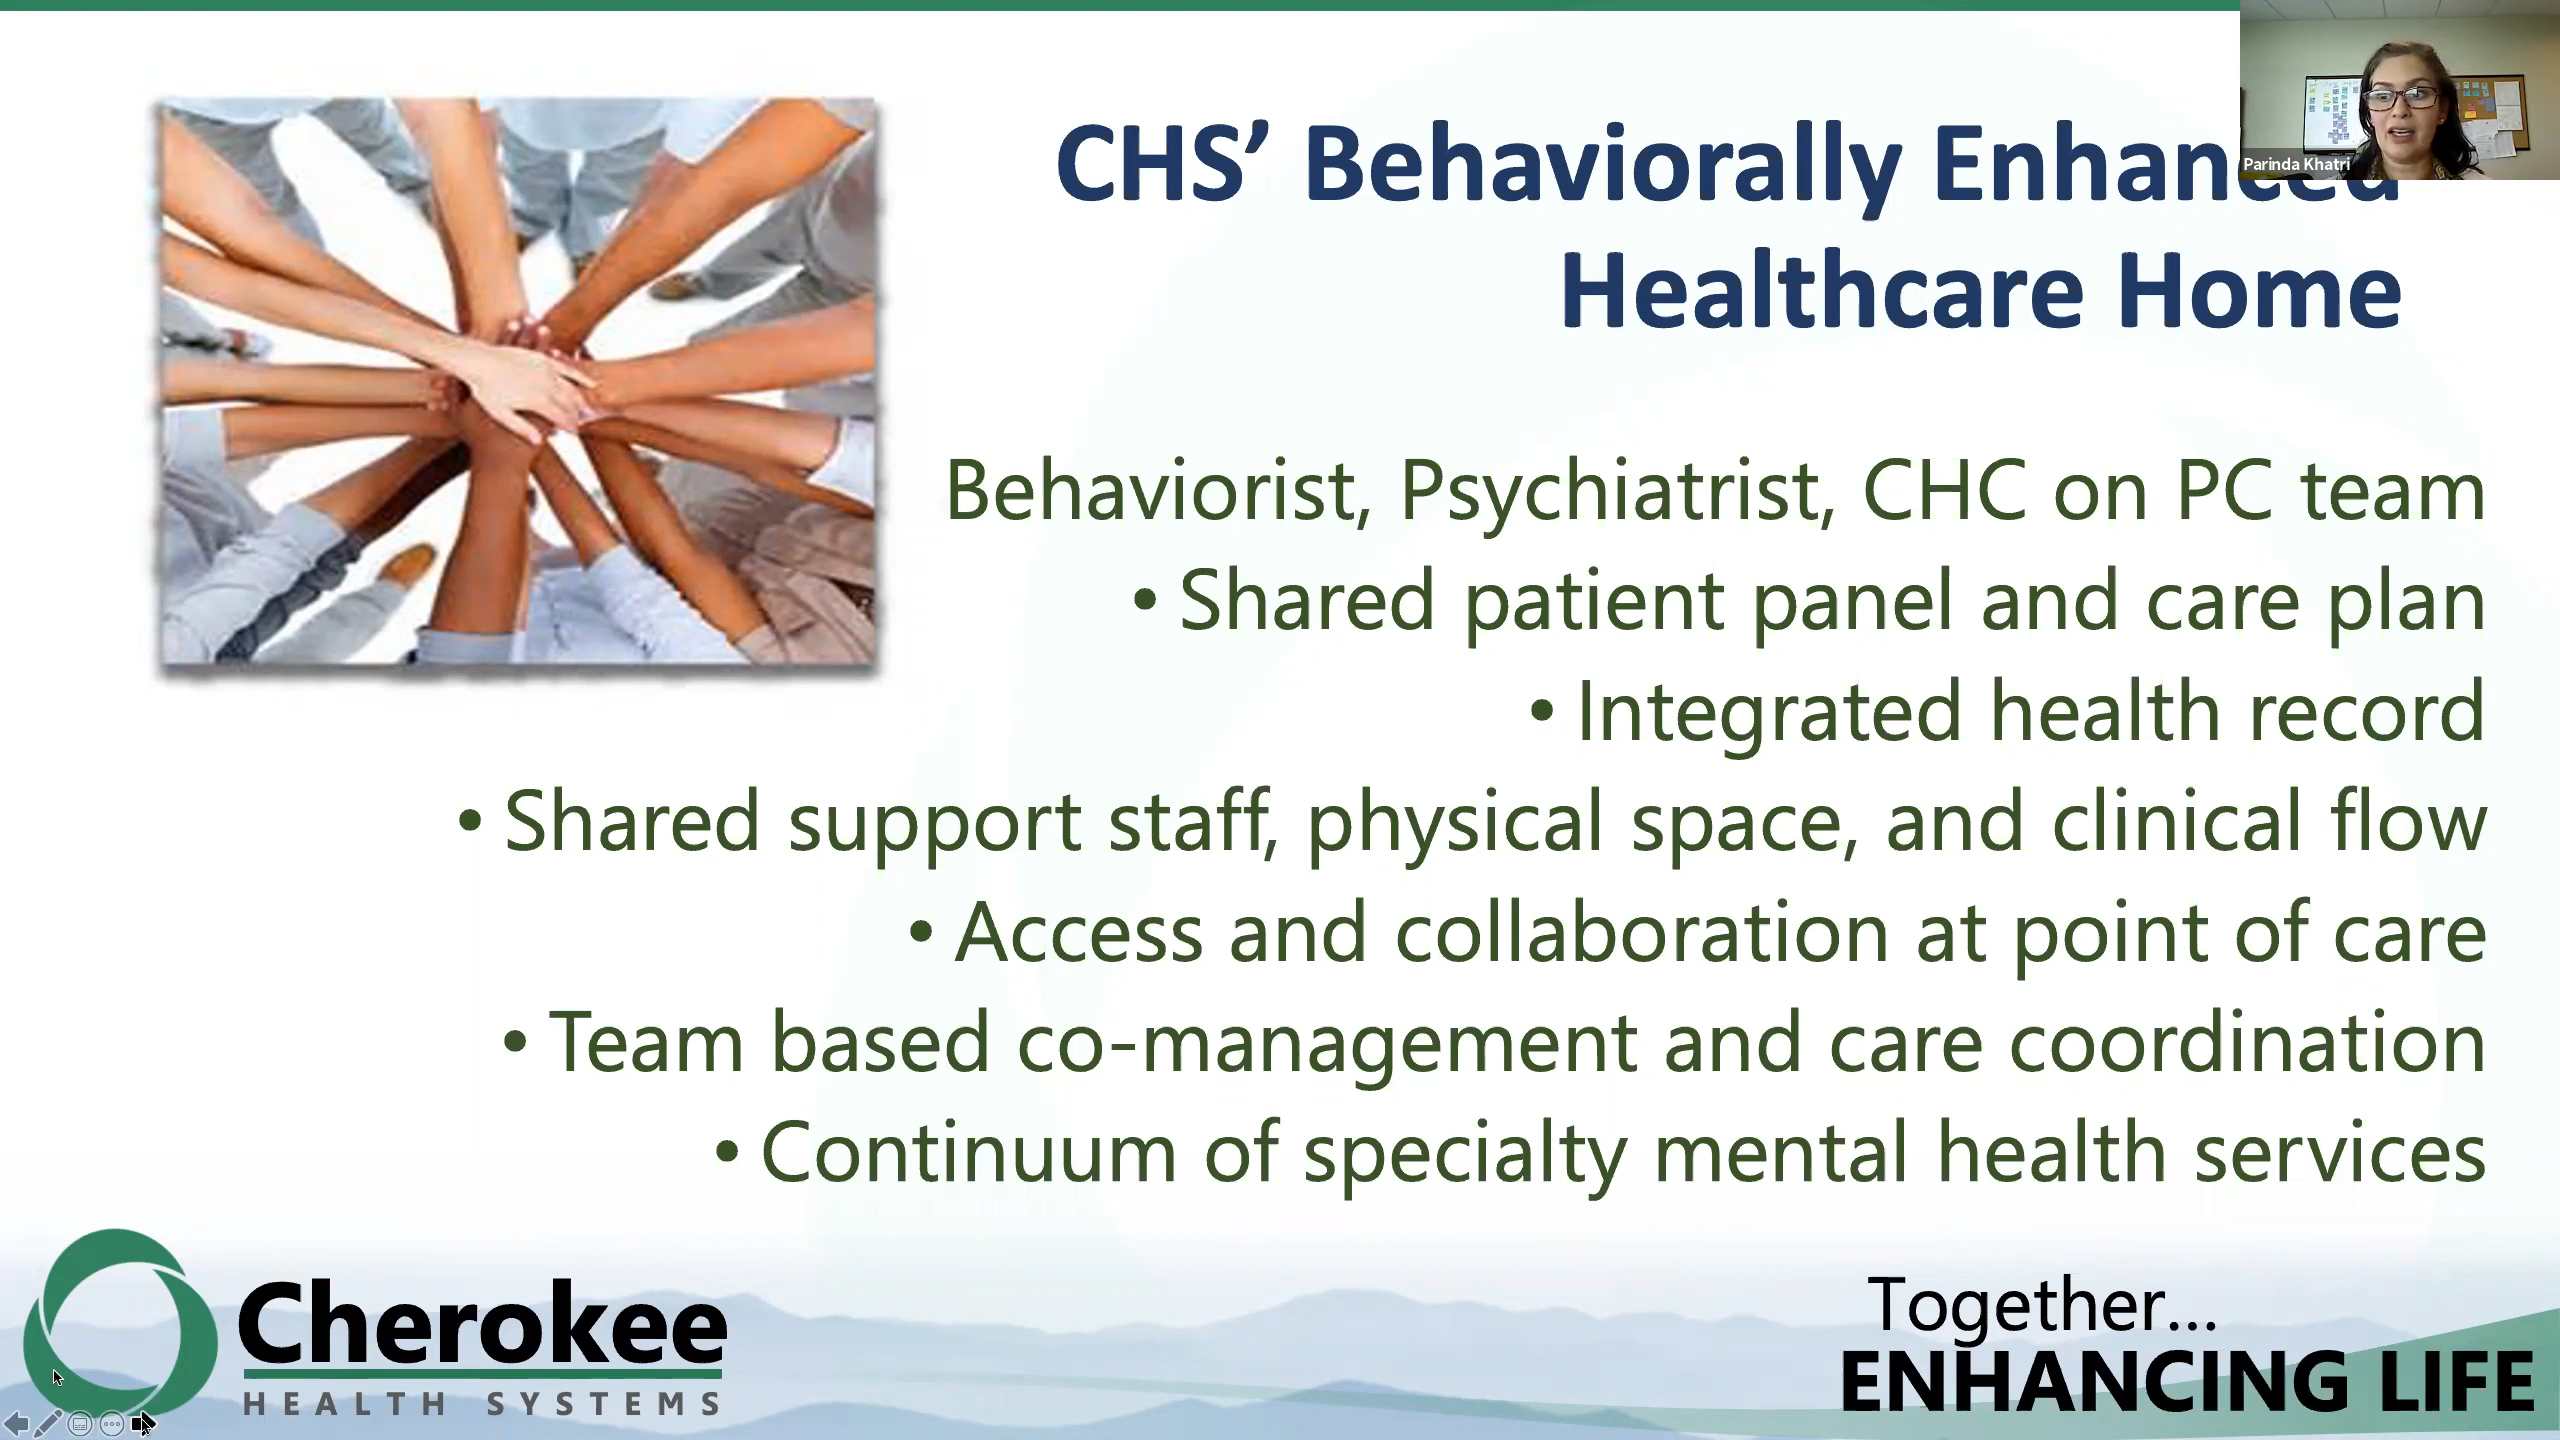 Parinda Khatri
CHS’ Behaviorally Enhanced
Healthcare Home
Behaviorist, Psychiatrist, CHC on PC team
• Shared patient panel and care plan
• Integrated health record
• Shared support staff, physical space, and clinical flow
• Access and collaboration at point of care
• Team based co-management and care coordination
• Continuum of specialty mental health services
Cherokee
HEALTH SYSTEMS
Together...
ENHANCING LIFE